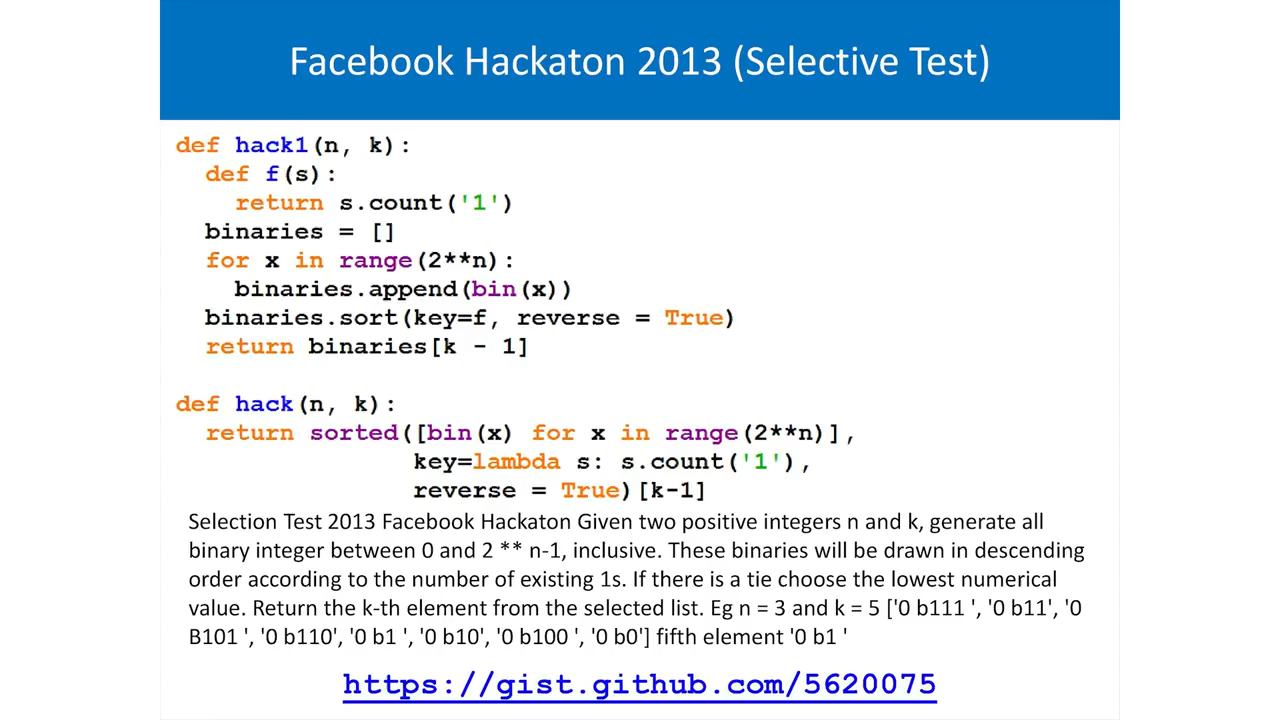 Facebook Hackaton 2013 (Selective Test)
def hack1(n, k):
  def f(s):
    return s.count('1')
  binaries = []
  for x in range(2**n):
    binaries.append(bin(x))
  binaries.sort(key=f, reverse = True)
  return binaries[k - 1]

def hack(n, k):
  return sorted([bin(x) for x in range(2**n)],
                key=lambda s: s.count('1'),
                reverse = True)[k-1]
Selection Test 2013 Facebook Hackaton Given two positive integers n and k, generate all
binary integer between 0 and 2 ** n-1, inclusive. These binaries will be drawn in descending
order according to the number of existing 1s. If there is a tie choose the lowest numerical
value. Return the k-th element from the selected list. Eg n = 3 and k = 5 ['0 b111 ', '0 b11', '0
B101 ', '0 b110', '0 b1 ', '0 b10', '0 b100 ', '0 b0'] fifth element '0 b1 '
https://gist.github.com/5620075